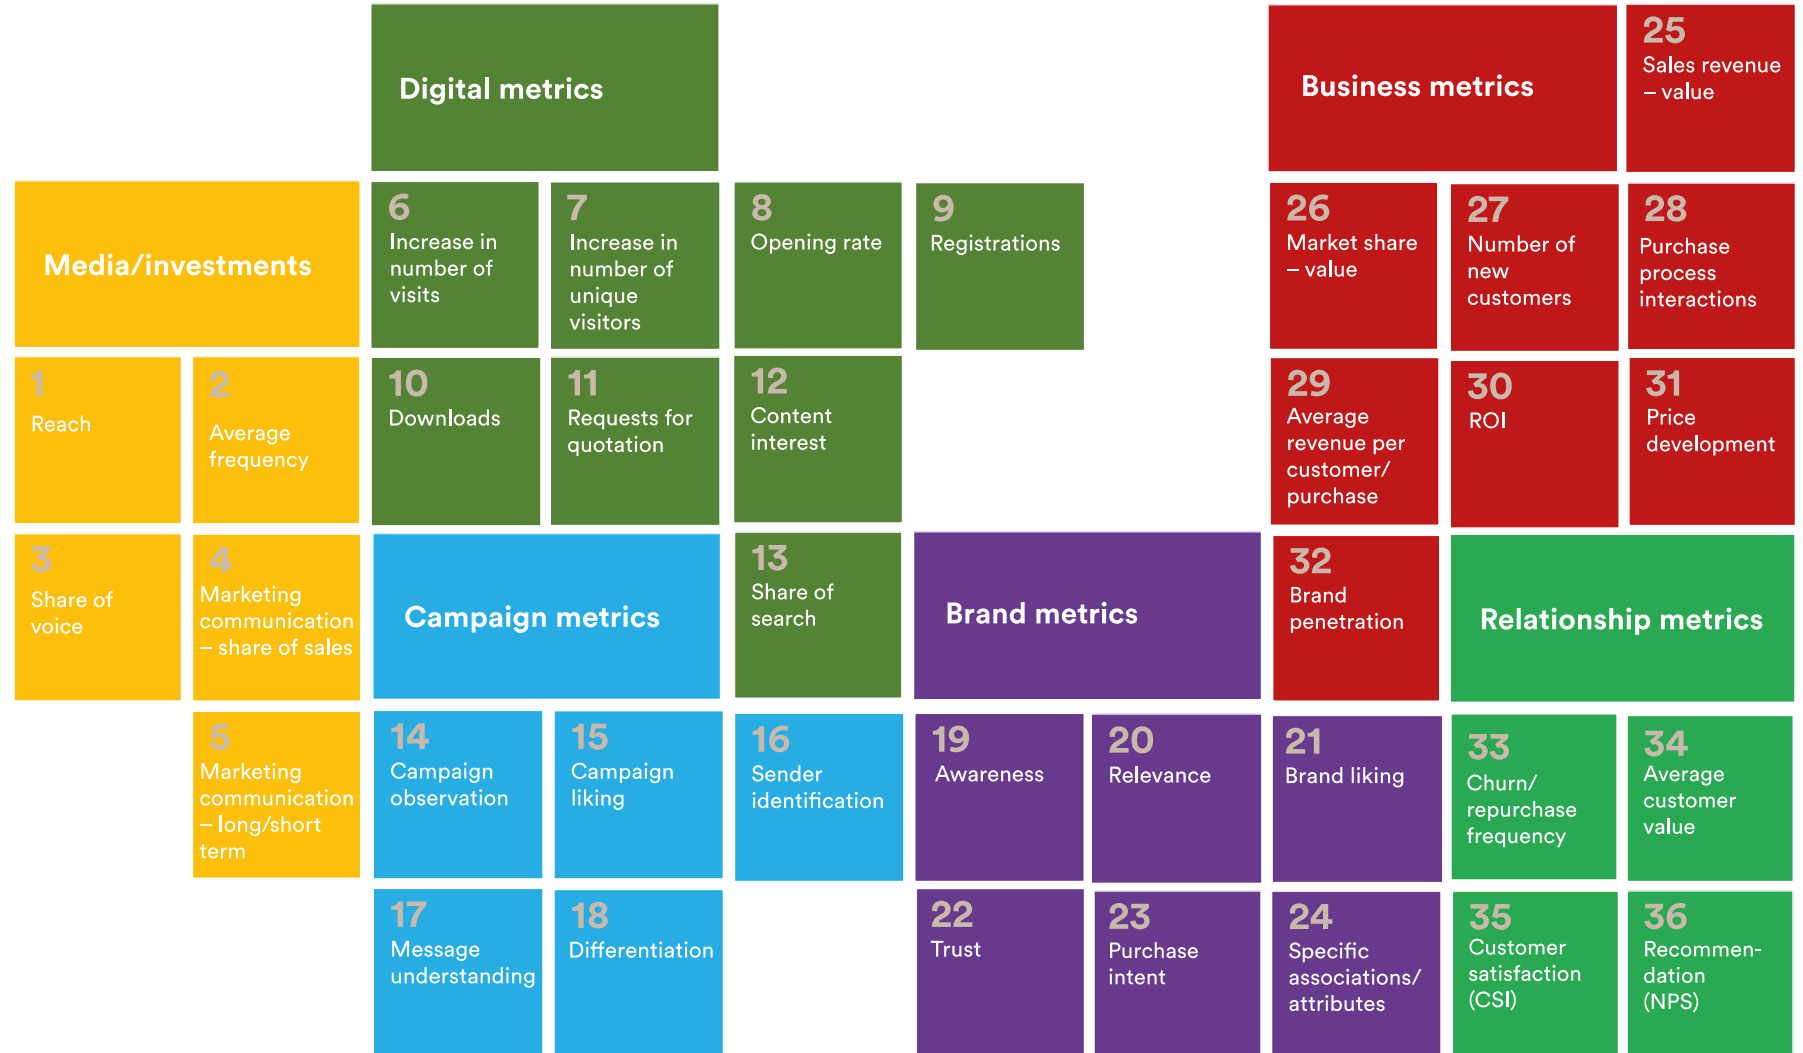 Digital metrics
Business metrics
25
Sales revenue
– value
Media/investments
6
Increase in
number of
visits
7
Increase in
number of
unique
visitors
8
Opening rate
9
Registrations
26
Market share
– value
27
Number of
new
customers
28
Purchase
process
interactions
1
Reach
2
Average
frequency
10
Downloads
11
Requests for
quotation
12
Content
interest
29
Average
revenue per
customer/
purchase
30
ROI
31
Price
development
3
Share of
voice
4
Marketing
communication
– share of sales
Campaign metrics
13
Share of
search
Brand metrics
32
Brand
penetration
Relationship metrics
5
Marketing
communication
– long/short
term
14
Campaign
observation
15
Campaign
liking
16
Sender
identification
19
Awareness
20
Relevance
21
Brand liking
33
Churn/
repurchase
frequency
34
Average
customer
value
17
Message
understanding
18
Differentiation
22
Trust
23
Purchase
intent
24
Specific
associations/
attributes
35
Customer
satisfaction
(CSI)
36
Recommen-
dation
(NPS)